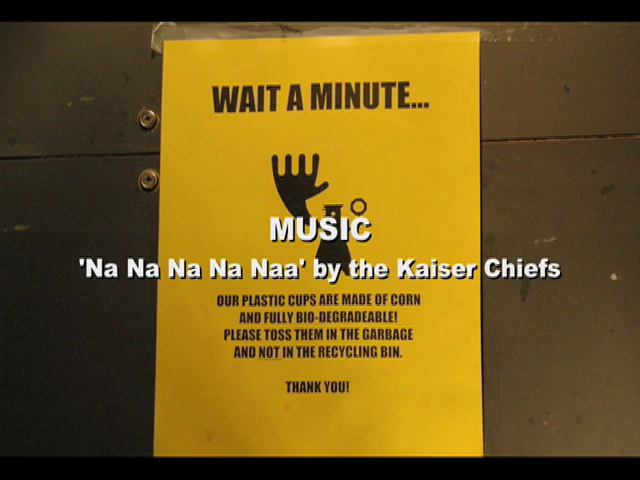 WAIT A MINUTE...
MUSIC
'Na Na Na Na Naa' by the Kaiser Chiefs
OUR PLASTIC CUPS ARE MADE OF CORN
AND FULLY BIO-DEGRADEABLE!
PLEASE TOSS THEM IN THE GARBAGE
AND NOT IN THE RECYCLING BIN.
THANK YOU!